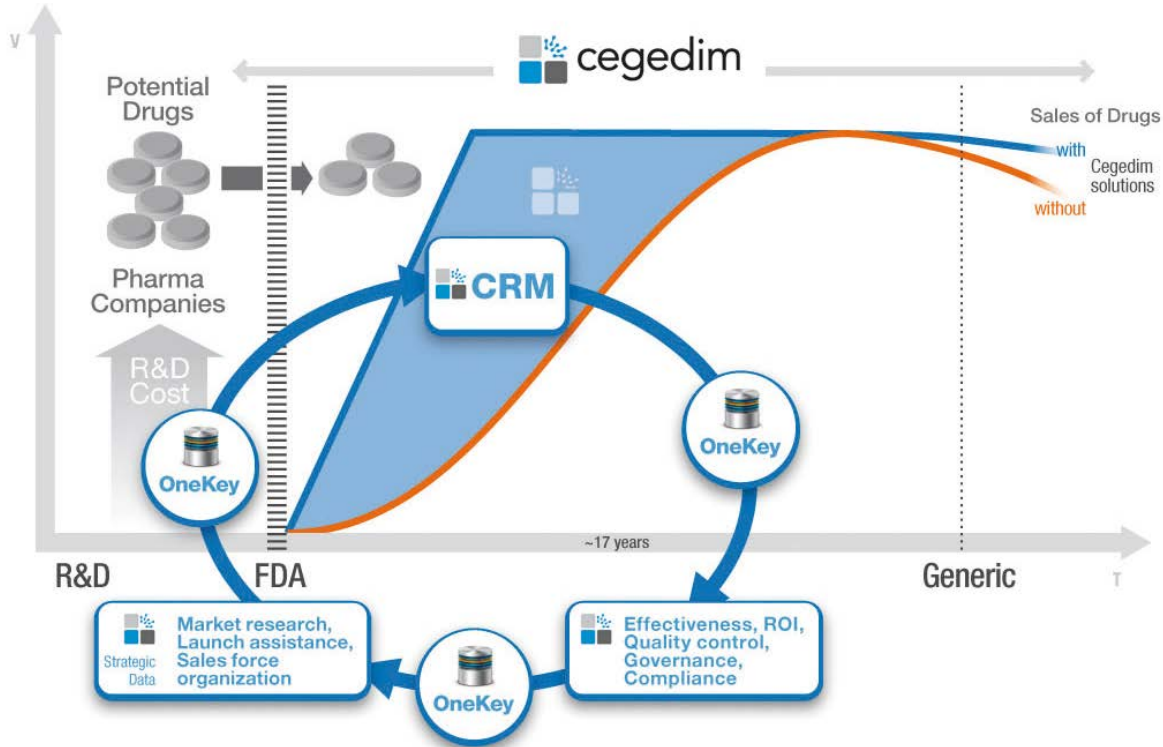 V
cegedim
Potential
Drugs
Sales of Drugs
with
Cegedim
solutions
without
CRM
Pharma
Companies
R&D
Cost
OneKey
OneKey
~17 years
R&D
FDA
Generic
T
Strategic
Data
Market research,
Launch assistance,
Sales force
organization
OneKey
Effectiveness, ROI,
Quality control,
Governance,
Compliance